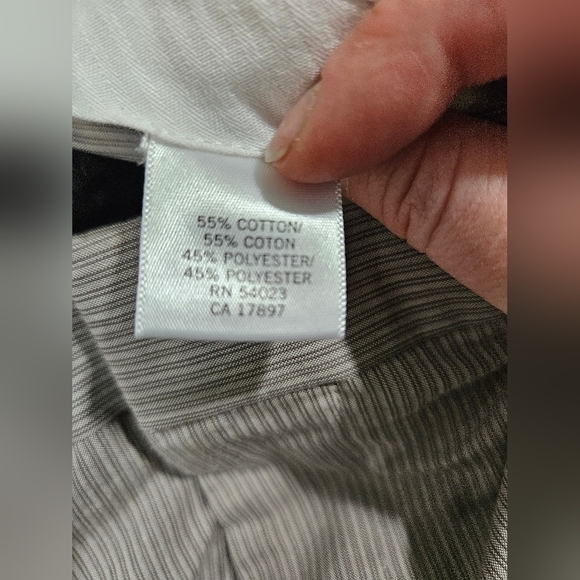 55% COTTON/
55% COTON
45% POLYESTER/
45% POLYESTER
RN 54023
CA 17897